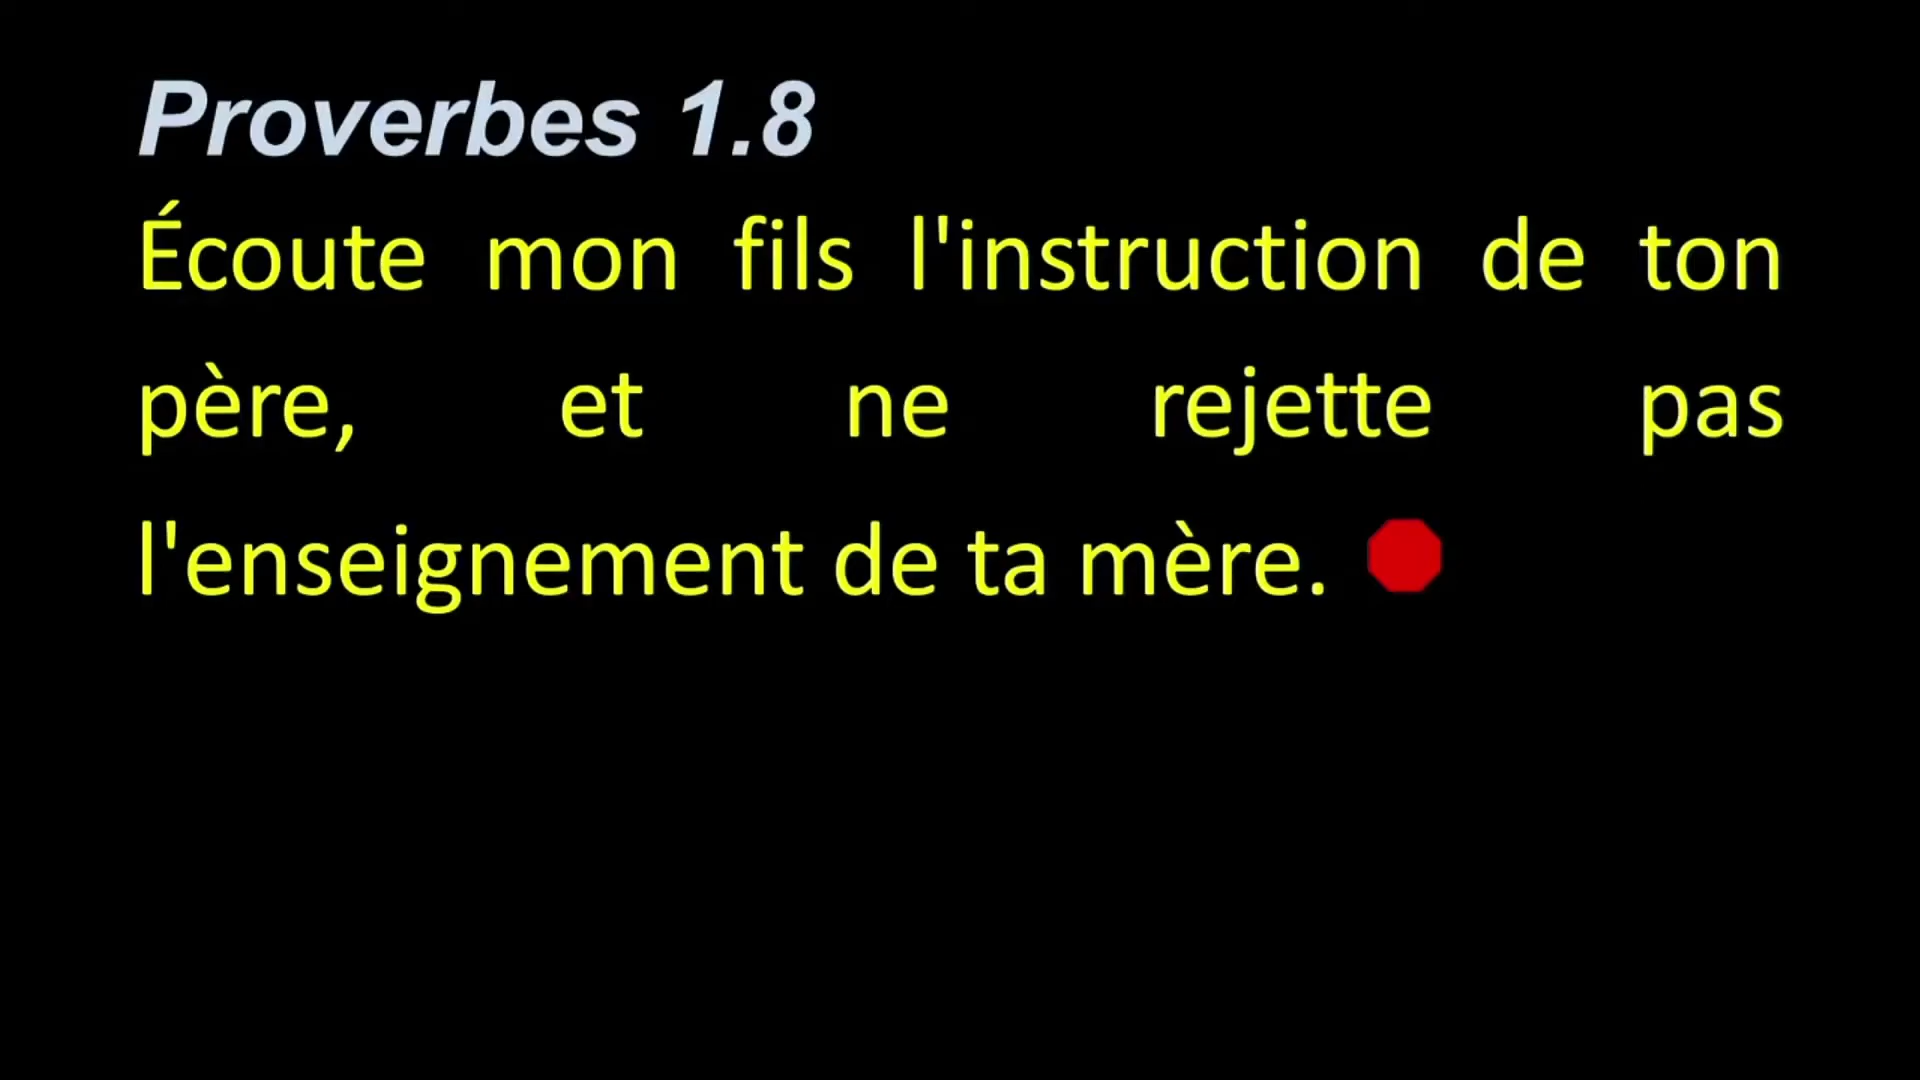 Proverbes 1.8
Écoute mon fils l'instruction de ton
père, et ne rejette pas
l'enseignement de ta mère.